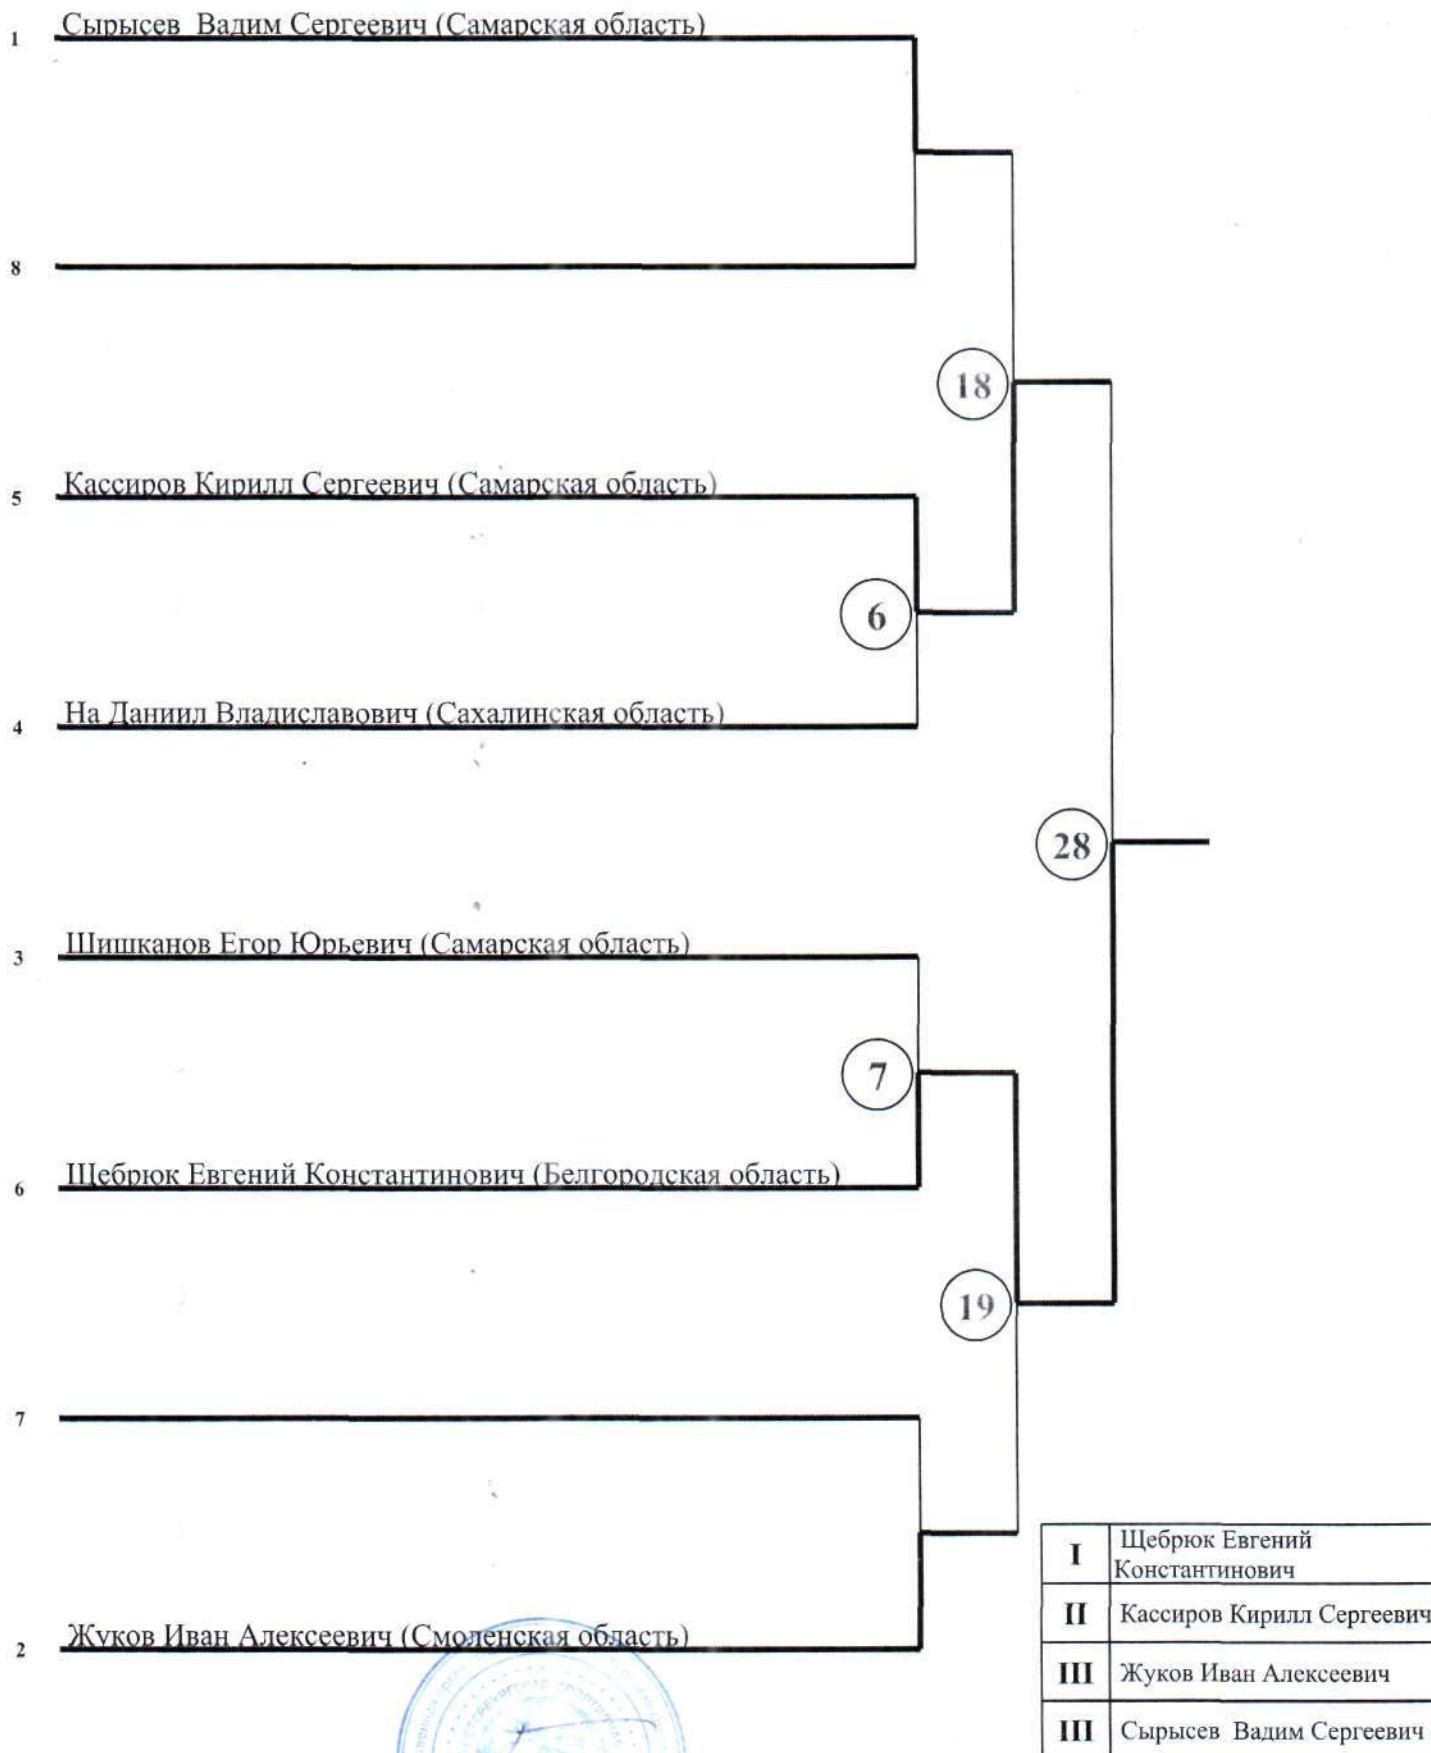 1 Сырысев Вадим Сергеевич (Самарская область)
8
18
5 Кассиров Кирилл Сергеевич (Самарская область)
6
4 На Даниил Владиславович (Сахалинская область)
28
3 Шишканов Егор Юрьевич (Самарская область)
7
6 Щебрюк Евгений Константинович (Белгородская область)
19
7
I Щебрюк Евгений
Константинович
II Кассиров Кирилл Сергеевич
2 Жуков Иван Алексеевич (Смоленская область)
III Жуков Иван Алексеевич
III Сырысев Вадим Сергеевич